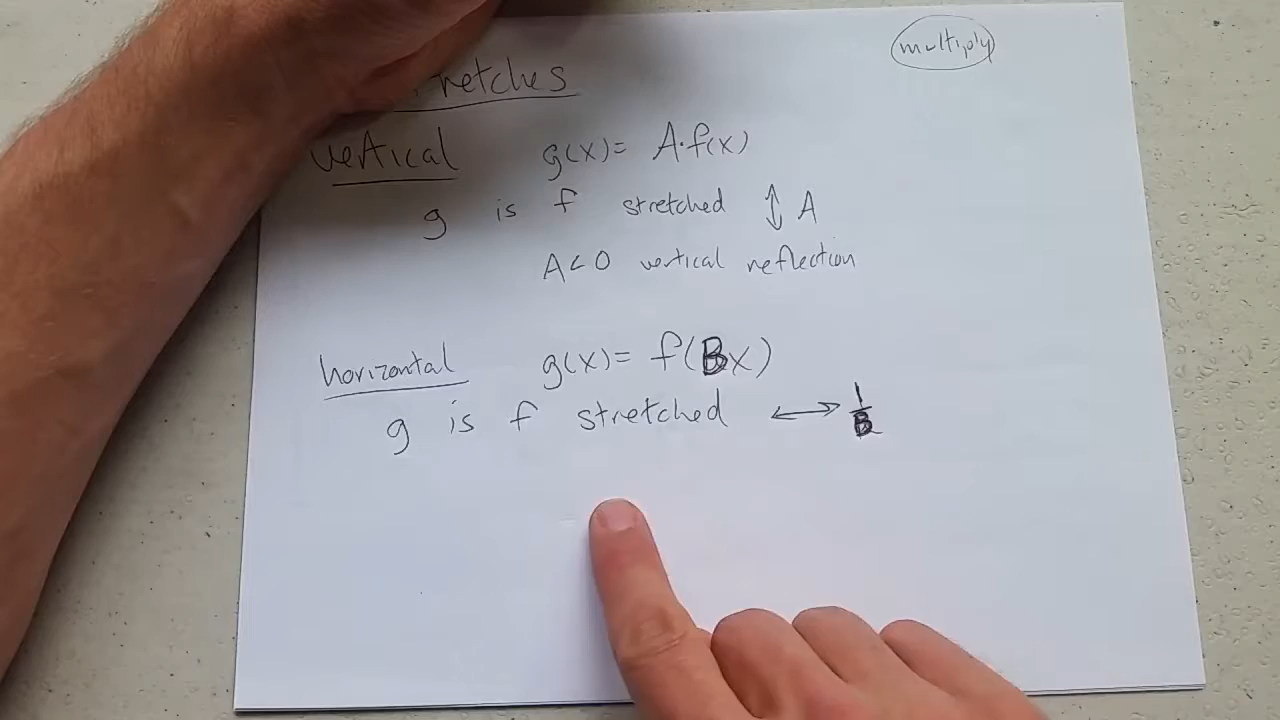 multiply
retches
vertical g(x)= A·f(x)
g is f stretched ↕ A
A<0 vertical reflection
horizontal g(x)= f(Bx)
g is f stretched ↔ 1/B